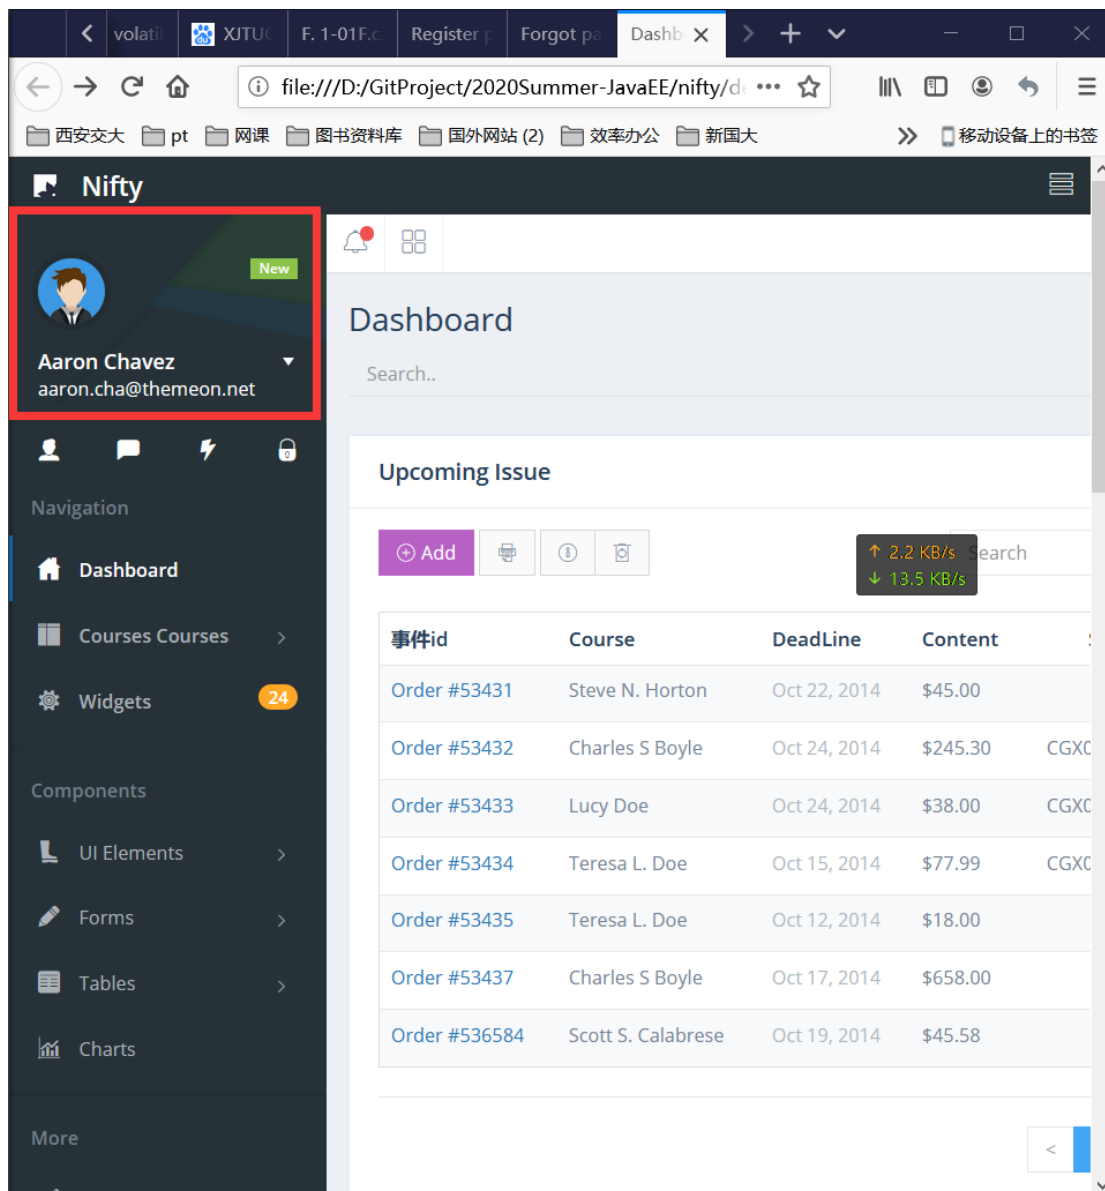 volati XJTUC F. 1-01F.c Register p Forgot pa Dashb
file:///D:/GitProject/2020Summer-JavaEE/nifty/d
西安交大 pt 网课 图书资料库 国外网站 (2) 效率办公 新国大 移动设备上的书签
Nifty
New
Aaron Chavez
aaron.cha@themeon.net
Navigation
Dashboard
Courses Courses
Widgets 24
Components
UI Elements
Forms
Tables
Charts
More
Dashboard
Search..
Upcoming Issue
Add
Search
↑ 2.2 KB/s
↓ 13.5 KB/s
事件id Course DeadLine Content
Order #53431 Steve N. Horton Oct 22, 2014 $45.00
Order #53432 Charles S Boyle Oct 24, 2014 $245.30 CGX0
Order #53433 Lucy Doe Oct 24, 2014 $38.00 CGX0
Order #53434 Teresa L. Doe Oct 15, 2014 $77.99 CGX0
Order #53435 Teresa L. Doe Oct 12, 2014 $18.00
Order #53437 Charles S Boyle Oct 17, 2014 $658.00
Order #536584 Scott S. Calabrese Oct 19, 2014 $45.58
<